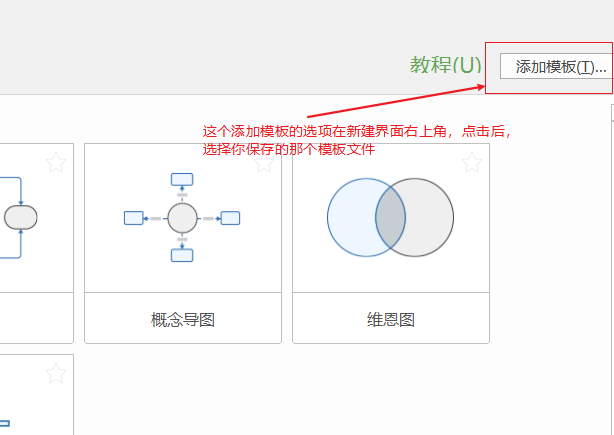 教程(U)
添加模板(T)...
这个添加模板的选项在新建界面右上角，点击后，
选择你保存的那个模板文件
概念导图
维恩图